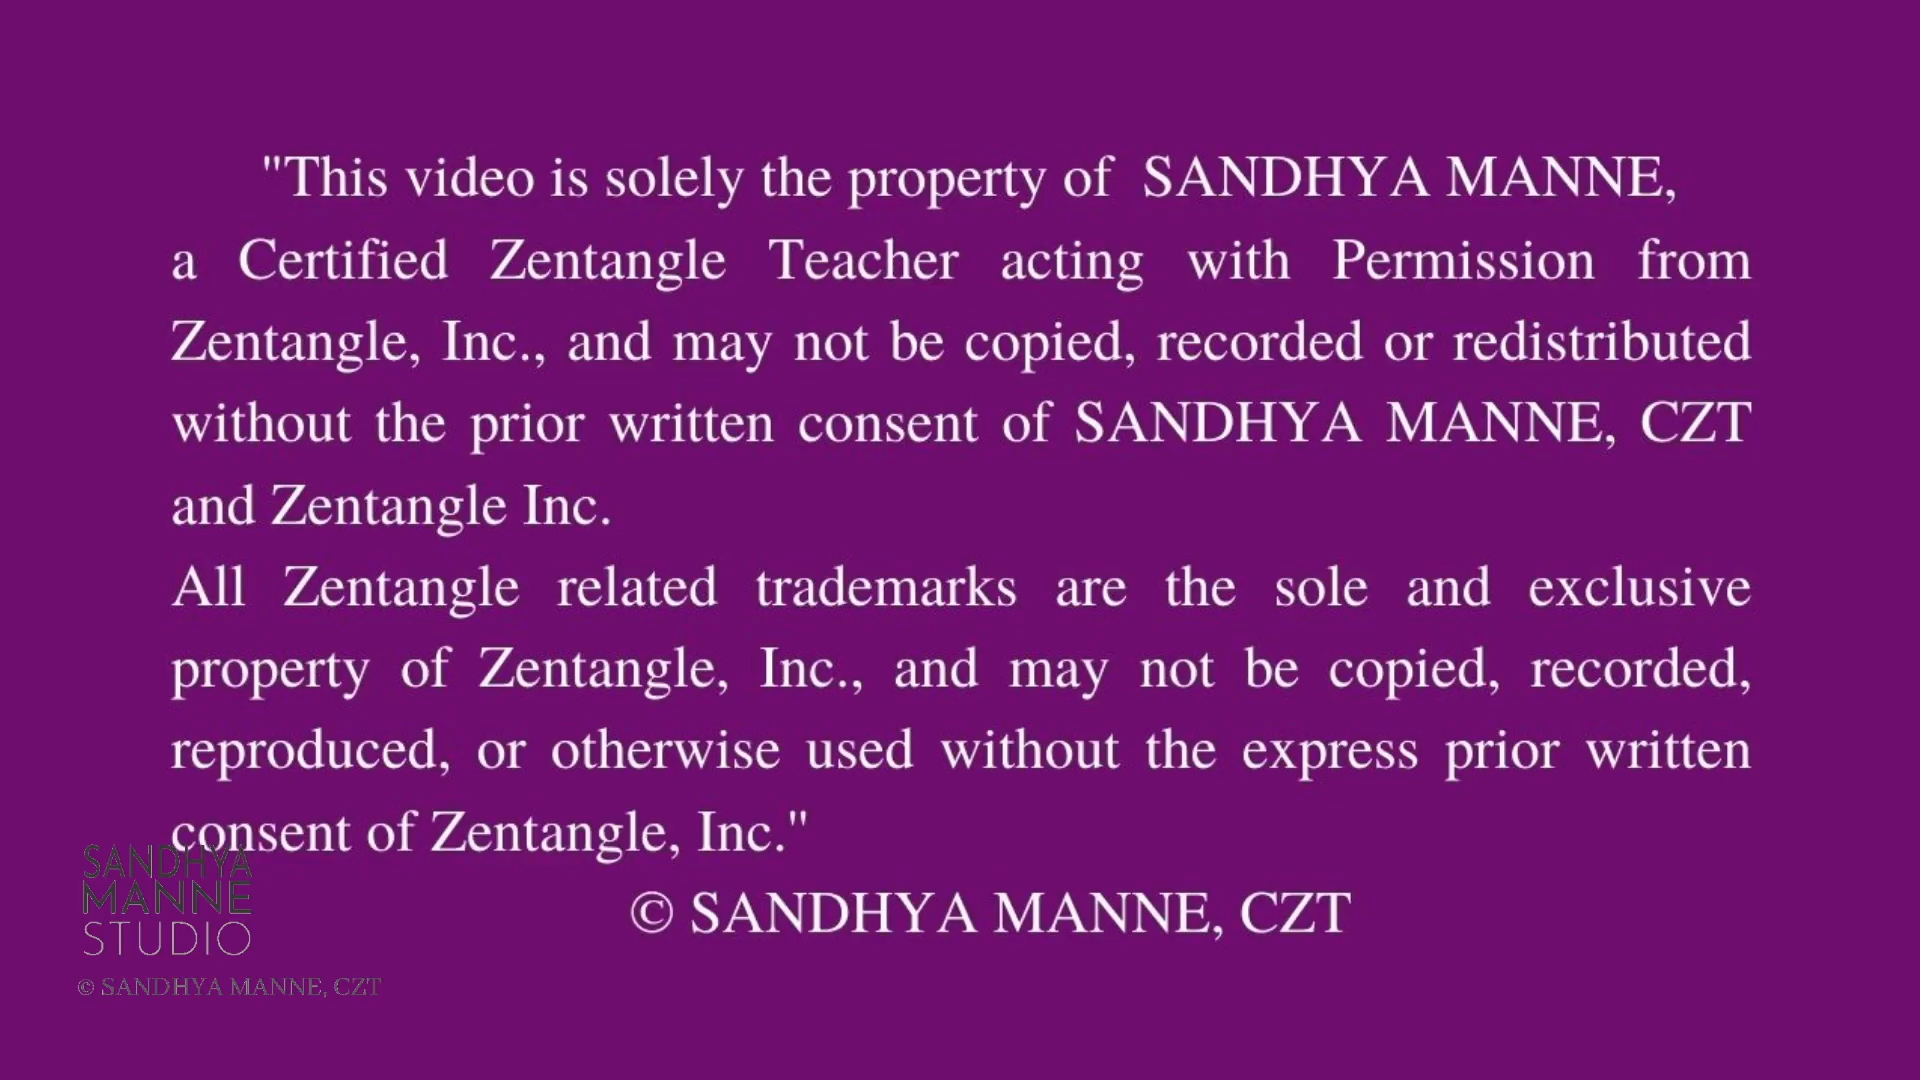 "This video is solely the property of  SANDHYA MANNE,
a Certified Zentangle Teacher acting with Permission from
Zentangle, Inc., and may not be copied, recorded or redistributed
without the prior written consent of SANDHYA MANNE, CZT
and Zentangle Inc.
All Zentangle related trademarks are the sole and exclusive
property of Zentangle, Inc., and may not be copied, recorded,
reproduced, or otherwise used without the express prior written
consent of Zentangle, Inc."
© SANDHYA MANNE, CZT
SANDHYA
MANNE
STUDIO
© SANDHYA MANNE, CZT